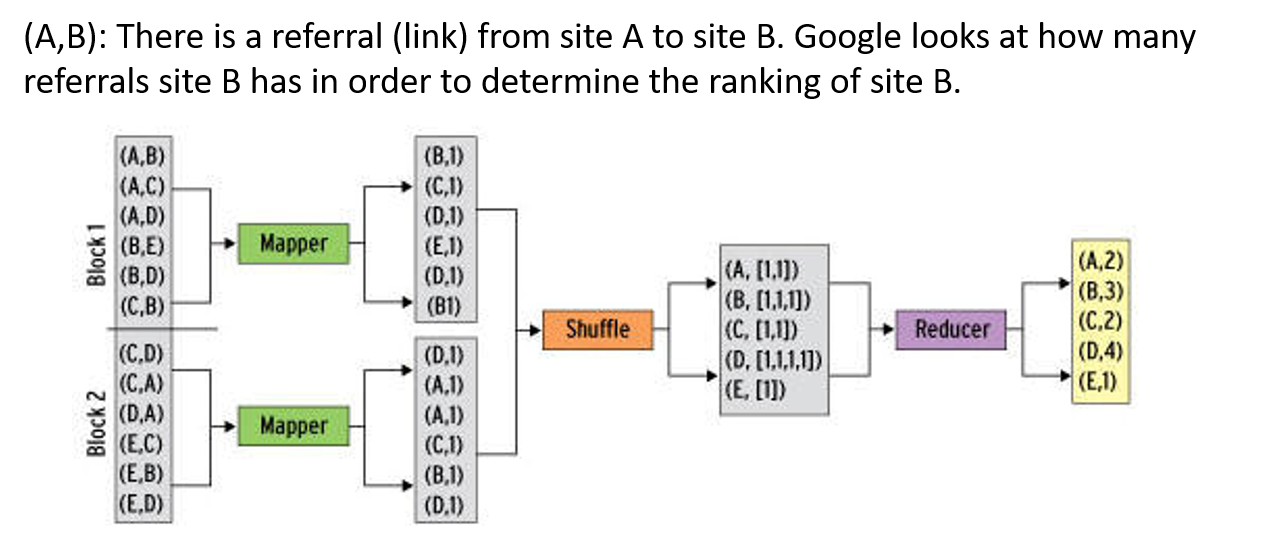 (A,B): There is a referral (link) from site A to site B. Google looks at how many
referrals site B has in order to determine the ranking of site B.
Block 1
(A,B)
(A,C)
(A,D)
(B,E)
(B,D)
(C,B)
Mapper
(B,1)
(C,1)
(D,1)
(E,1)
(D,1)
(B1)
Block 2
(C,D)
(C,A)
(D,A)
(E,C)
(E,B)
(E,D)
Mapper
(D,1)
(A,1)
(A,1)
(C,1)
(B,1)
(D,1)
Shuffle
(A, [1,1])
(B, [1,1,1])
(C, [1,1])
(D, [1,1,1,1])
(E, [1])
Reducer
(A,2)
(B,3)
(C,2)
(D,4)
(E,1)